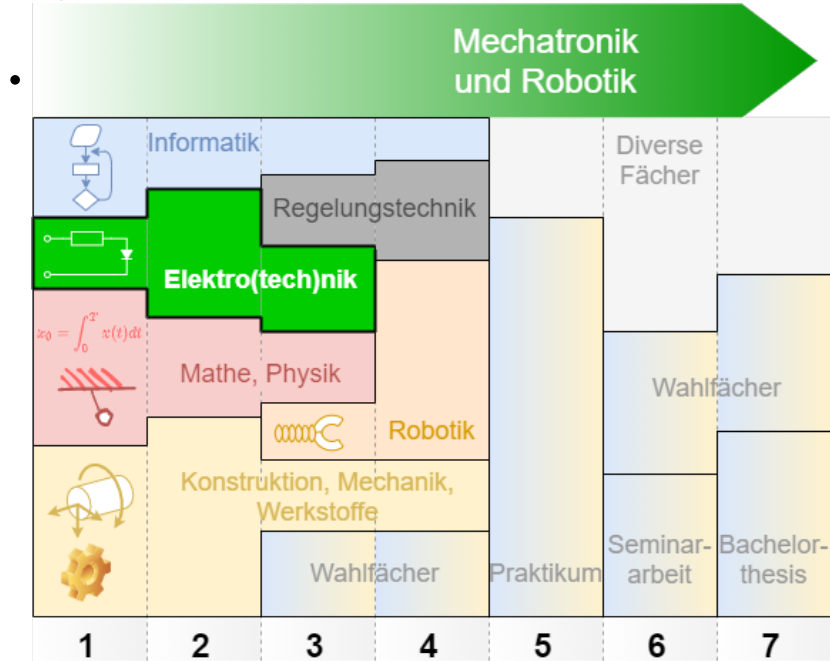 Mechatronik
und Robotik
Informatik
Diverse
Fächer
Regelungstechnik
Elektro(tech)nik
x₀ = ∫₀ᵀ v(t)dt
Mathe, Physik
Wahlfächer
Robotik
Konstruktion, Mechanik,
Werkstoffe
Wahlfächer
Praktikum
Seminar-
arbeit
Bachelor-
thesis
1 2 3 4 5 6 7